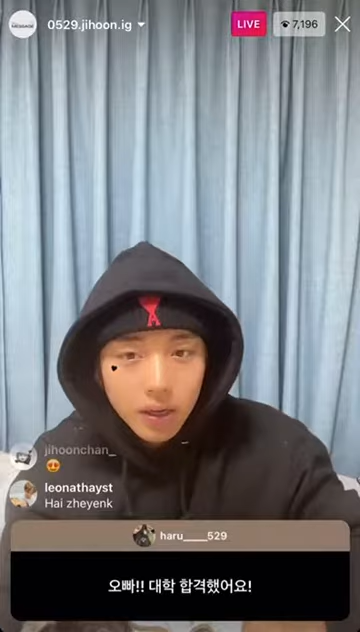 0529.jihoon.ig
LIVE
7,196
jihoonchan_
😍
leonathayst
Hai zheyenk
haru____529
오빠!! 대학 합격했어요!